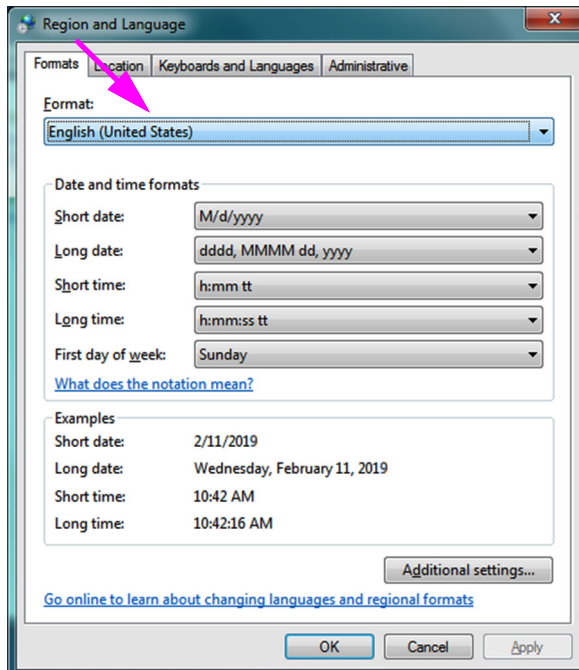 Region and Language
Formats Location Keyboards and Languages Administrative
Format:
English (United States)
Date and time formats
Short date: M/d/yyyy
Long date: dddd, MMMM dd, yyyy
Short time: h:mm tt
Long time: h:mm:ss tt
First day of week: Sunday
What does the notation mean?
Examples
Short date: 2/11/2019
Long date: Wednesday, February 11, 2019
Short time: 10:42 AM
Long time: 10:42:16 AM
Additional settings...
Go online to learn about changing languages and regional formats
OK Cancel Apply